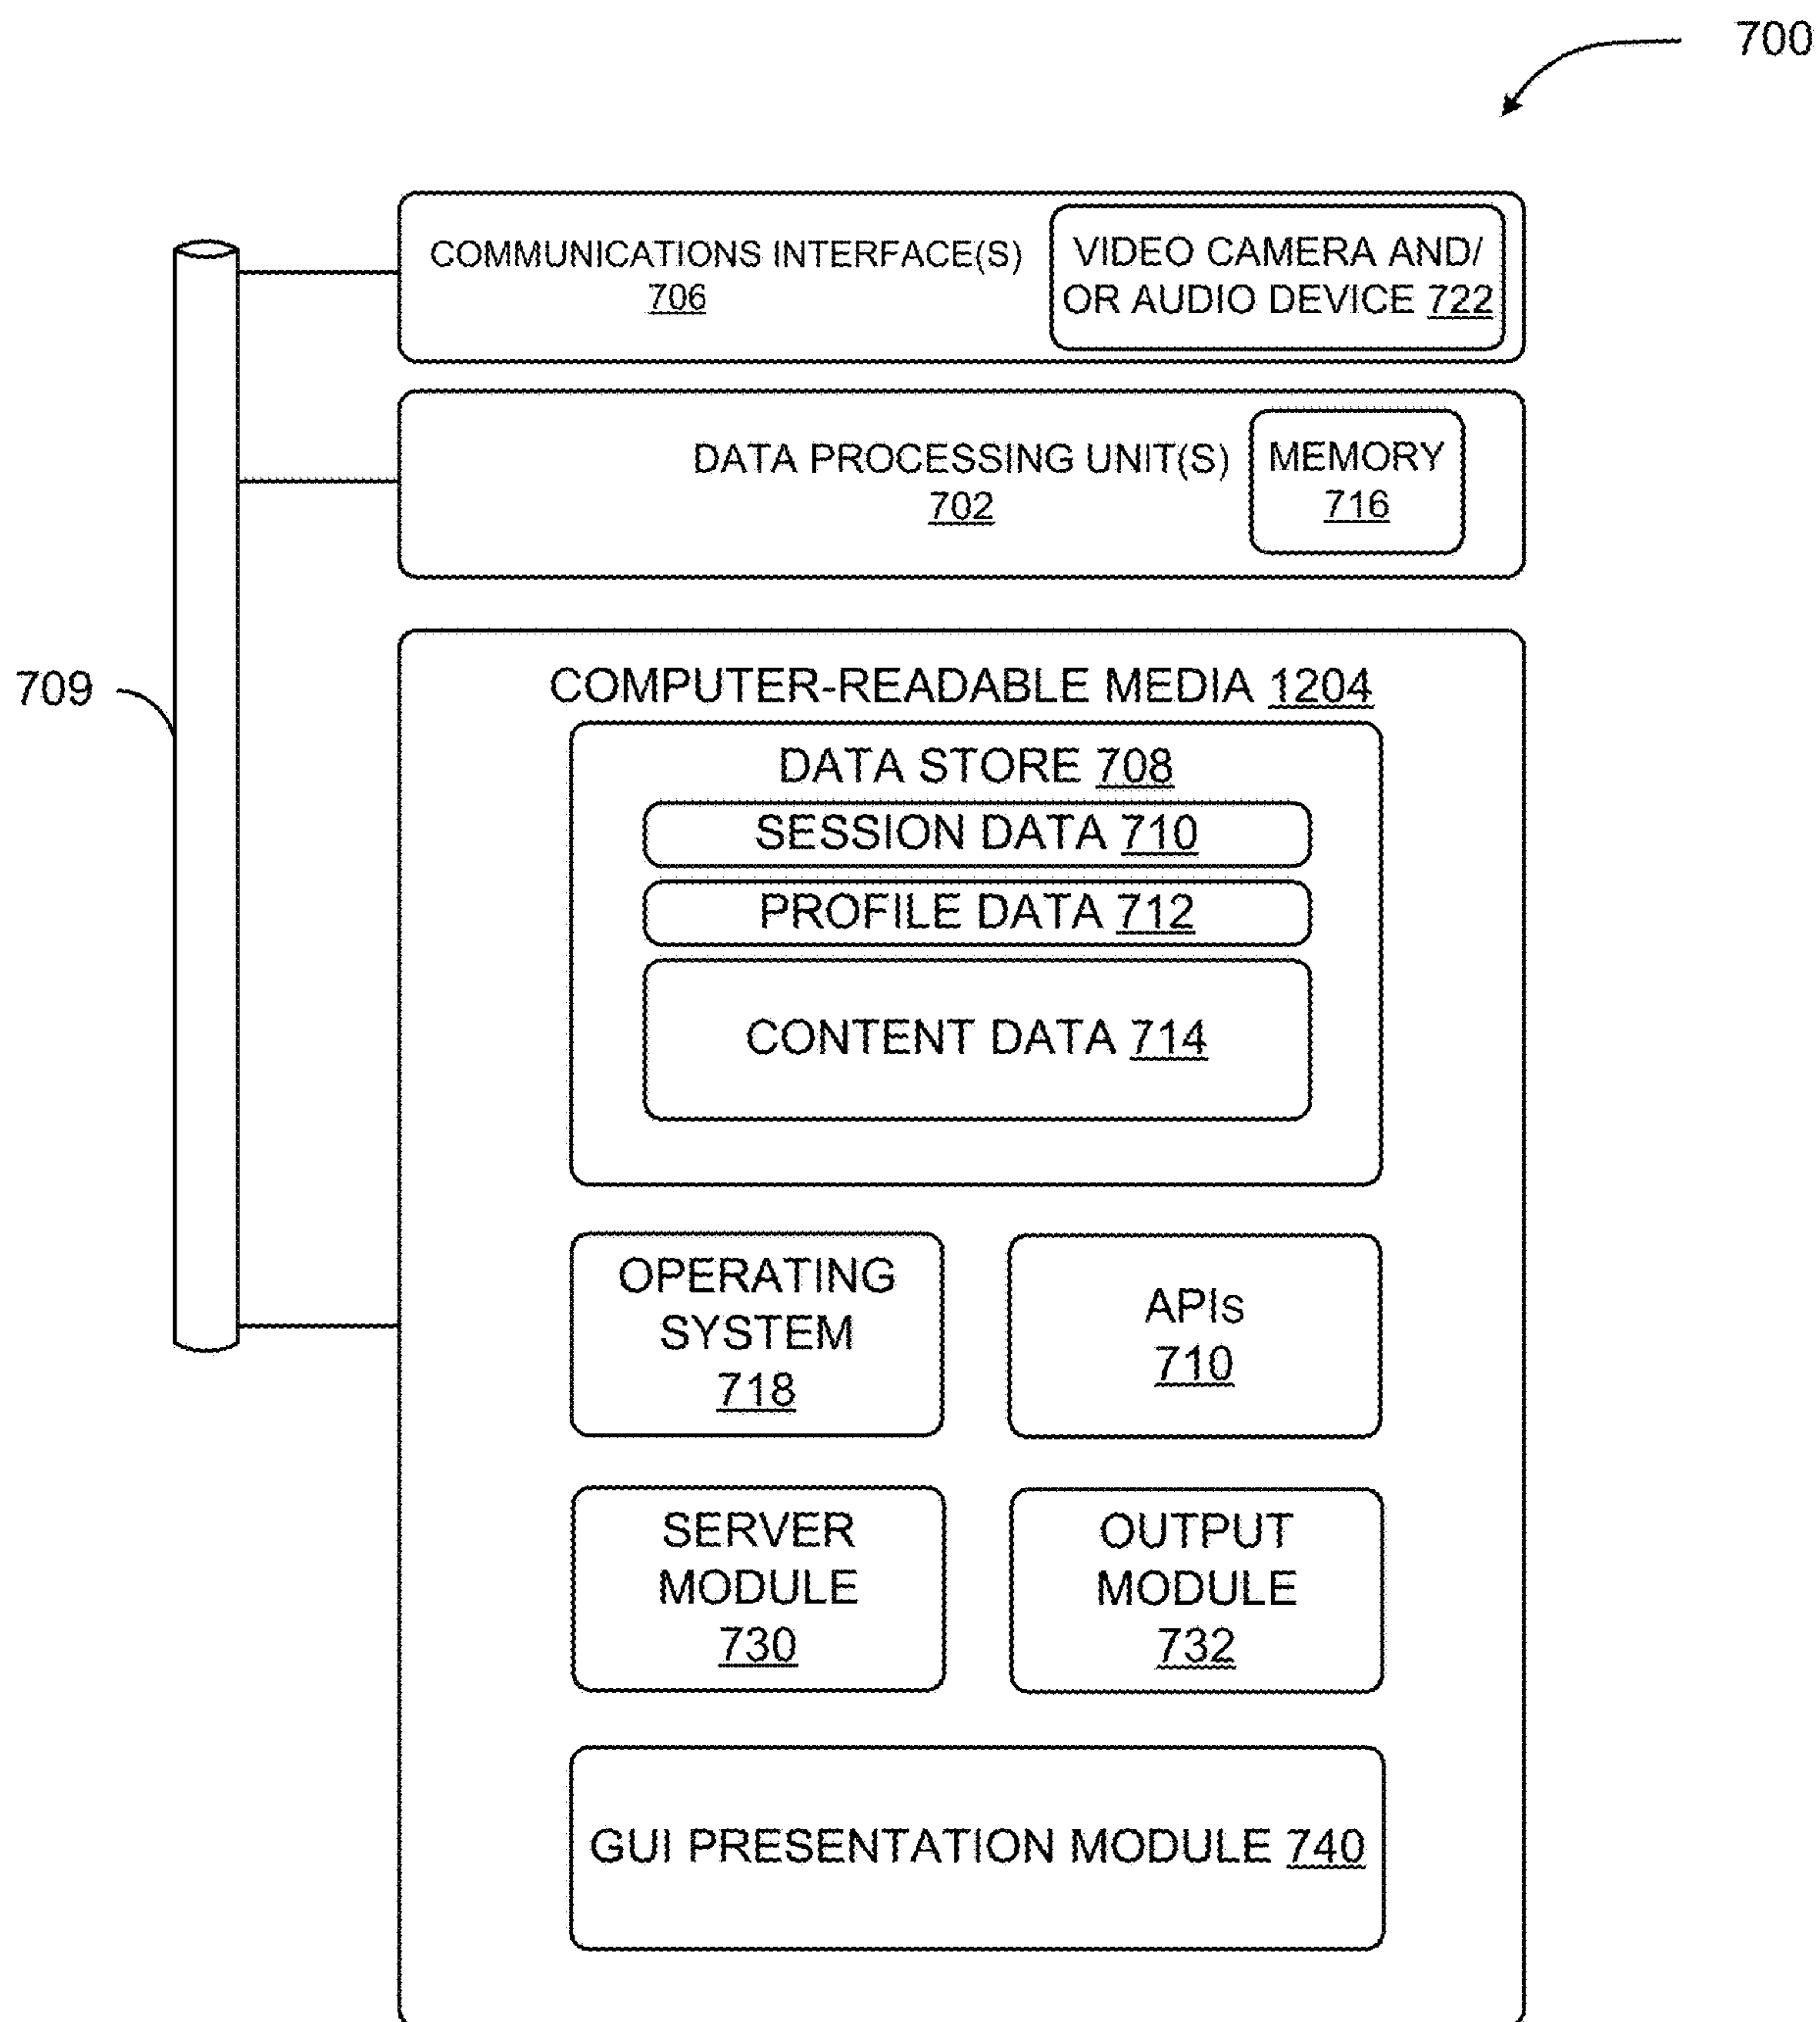 700
COMMUNICATIONS INTERFACE(S)
706
VIDEO CAMERA AND/
OR AUDIO DEVICE 722
DATA PROCESSING UNIT(S)
702
MEMORY
716
709
COMPUTER-READABLE MEDIA 1204
DATA STORE 708
SESSION DATA 710
PROFILE DATA 712
CONTENT DATA 714
OPERATING
SYSTEM
718
APIs
710
SERVER
MODULE
730
OUTPUT
MODULE
732
GUI PRESENTATION MODULE 740